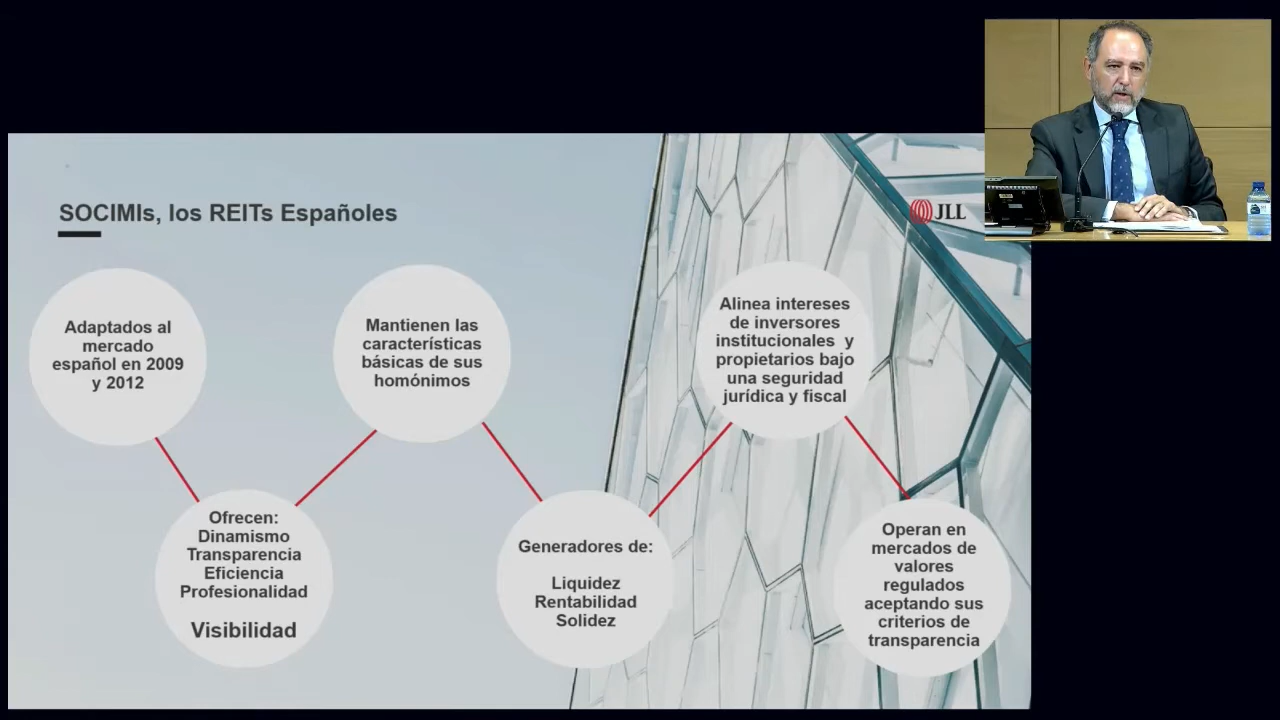 SOCIMIs, los REITs Españoles
JLL
Adaptados al
mercado
español en 2009
y 2012
Ofrecen:
Dinamismo
Transparencia
Eficiencia
Profesionalidad
Visibilidad
Mantienen las
características
básicas de sus
homónimos
Generadores de:
Liquidez
Rentabilidad
Solidez
Alinea intereses
de inversores
institucionales y
propietarios bajo
una seguridad
jurídica y fiscal
Operan en
mercados de
valores
regulados
aceptando sus
criterios de
transparencia